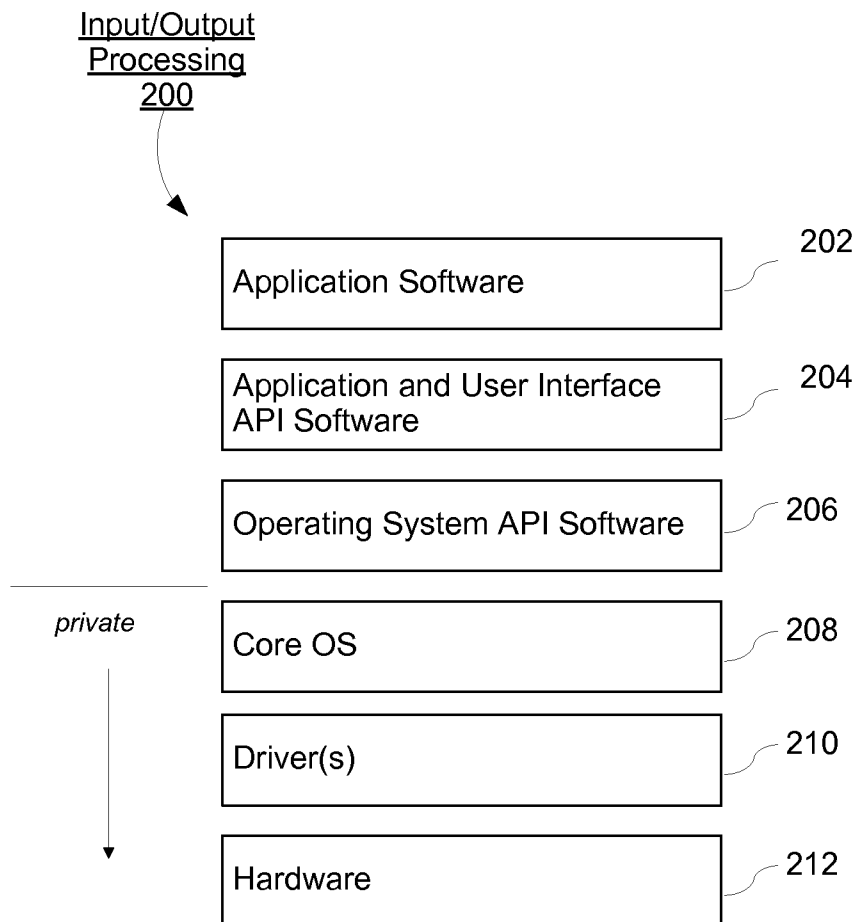 Input/Output
Processing
200
202
Application Software
204
Application and User Interface
API Software
206
Operating System API Software
private
208
Core OS
210
Driver(s)
212
Hardware